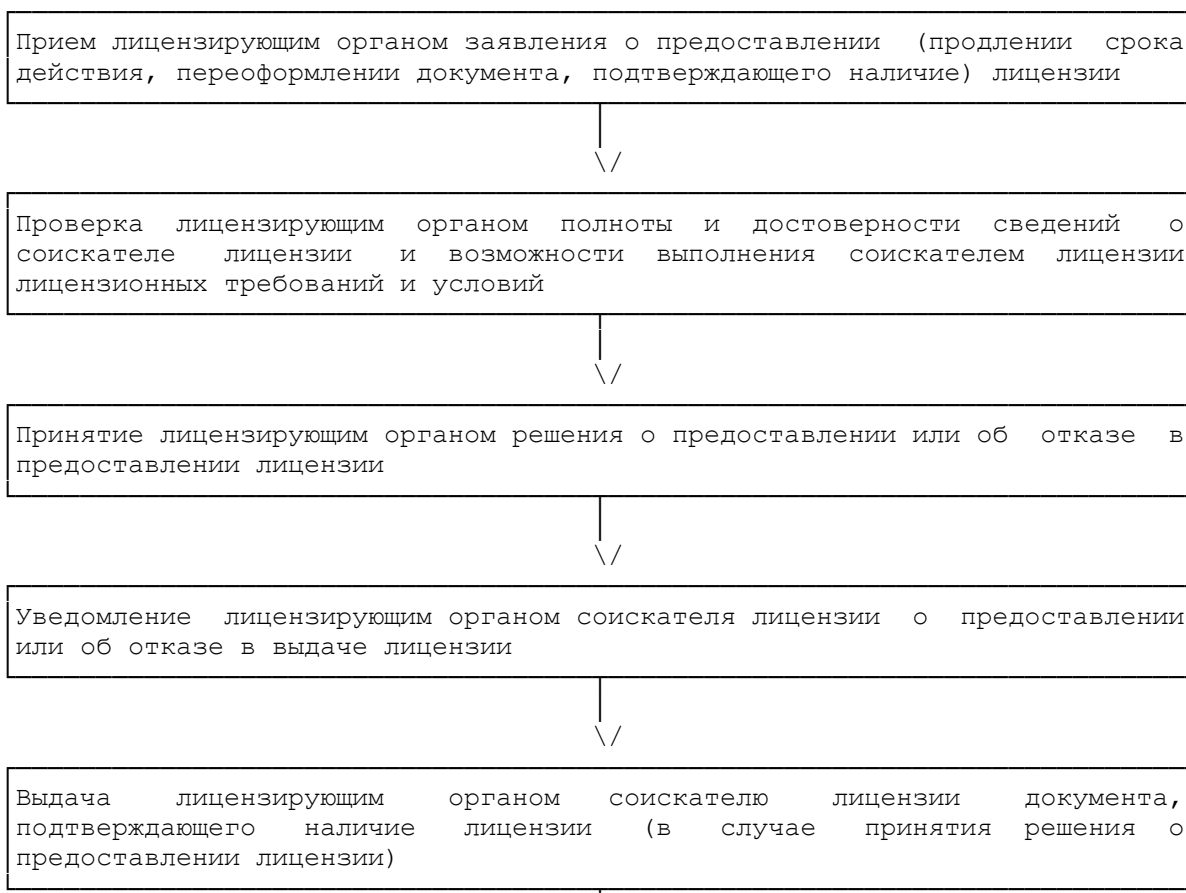 Прием лицензирующим органом заявления о предоставлении (продлении срока
действия, переоформлении документа, подтверждающего наличие) лицензии
\/
Проверка лицензирующим органом полноты и достоверности сведений о
соискателе лицензии и возможности выполнения соискателем лицензии
лицензионных требований и условий
\/
Принятие лицензирующим органом решения о предоставлении или об отказе в
предоставлении лицензии
\/
Уведомление лицензирующим органом соискателя лицензии о предоставлении
или об отказе в выдаче лицензии
\/
Выдача лицензирующим органом соискателю лицензии документа,
подтверждающего наличие лицензии (в случае принятия решения о
предоставлении лицензии)